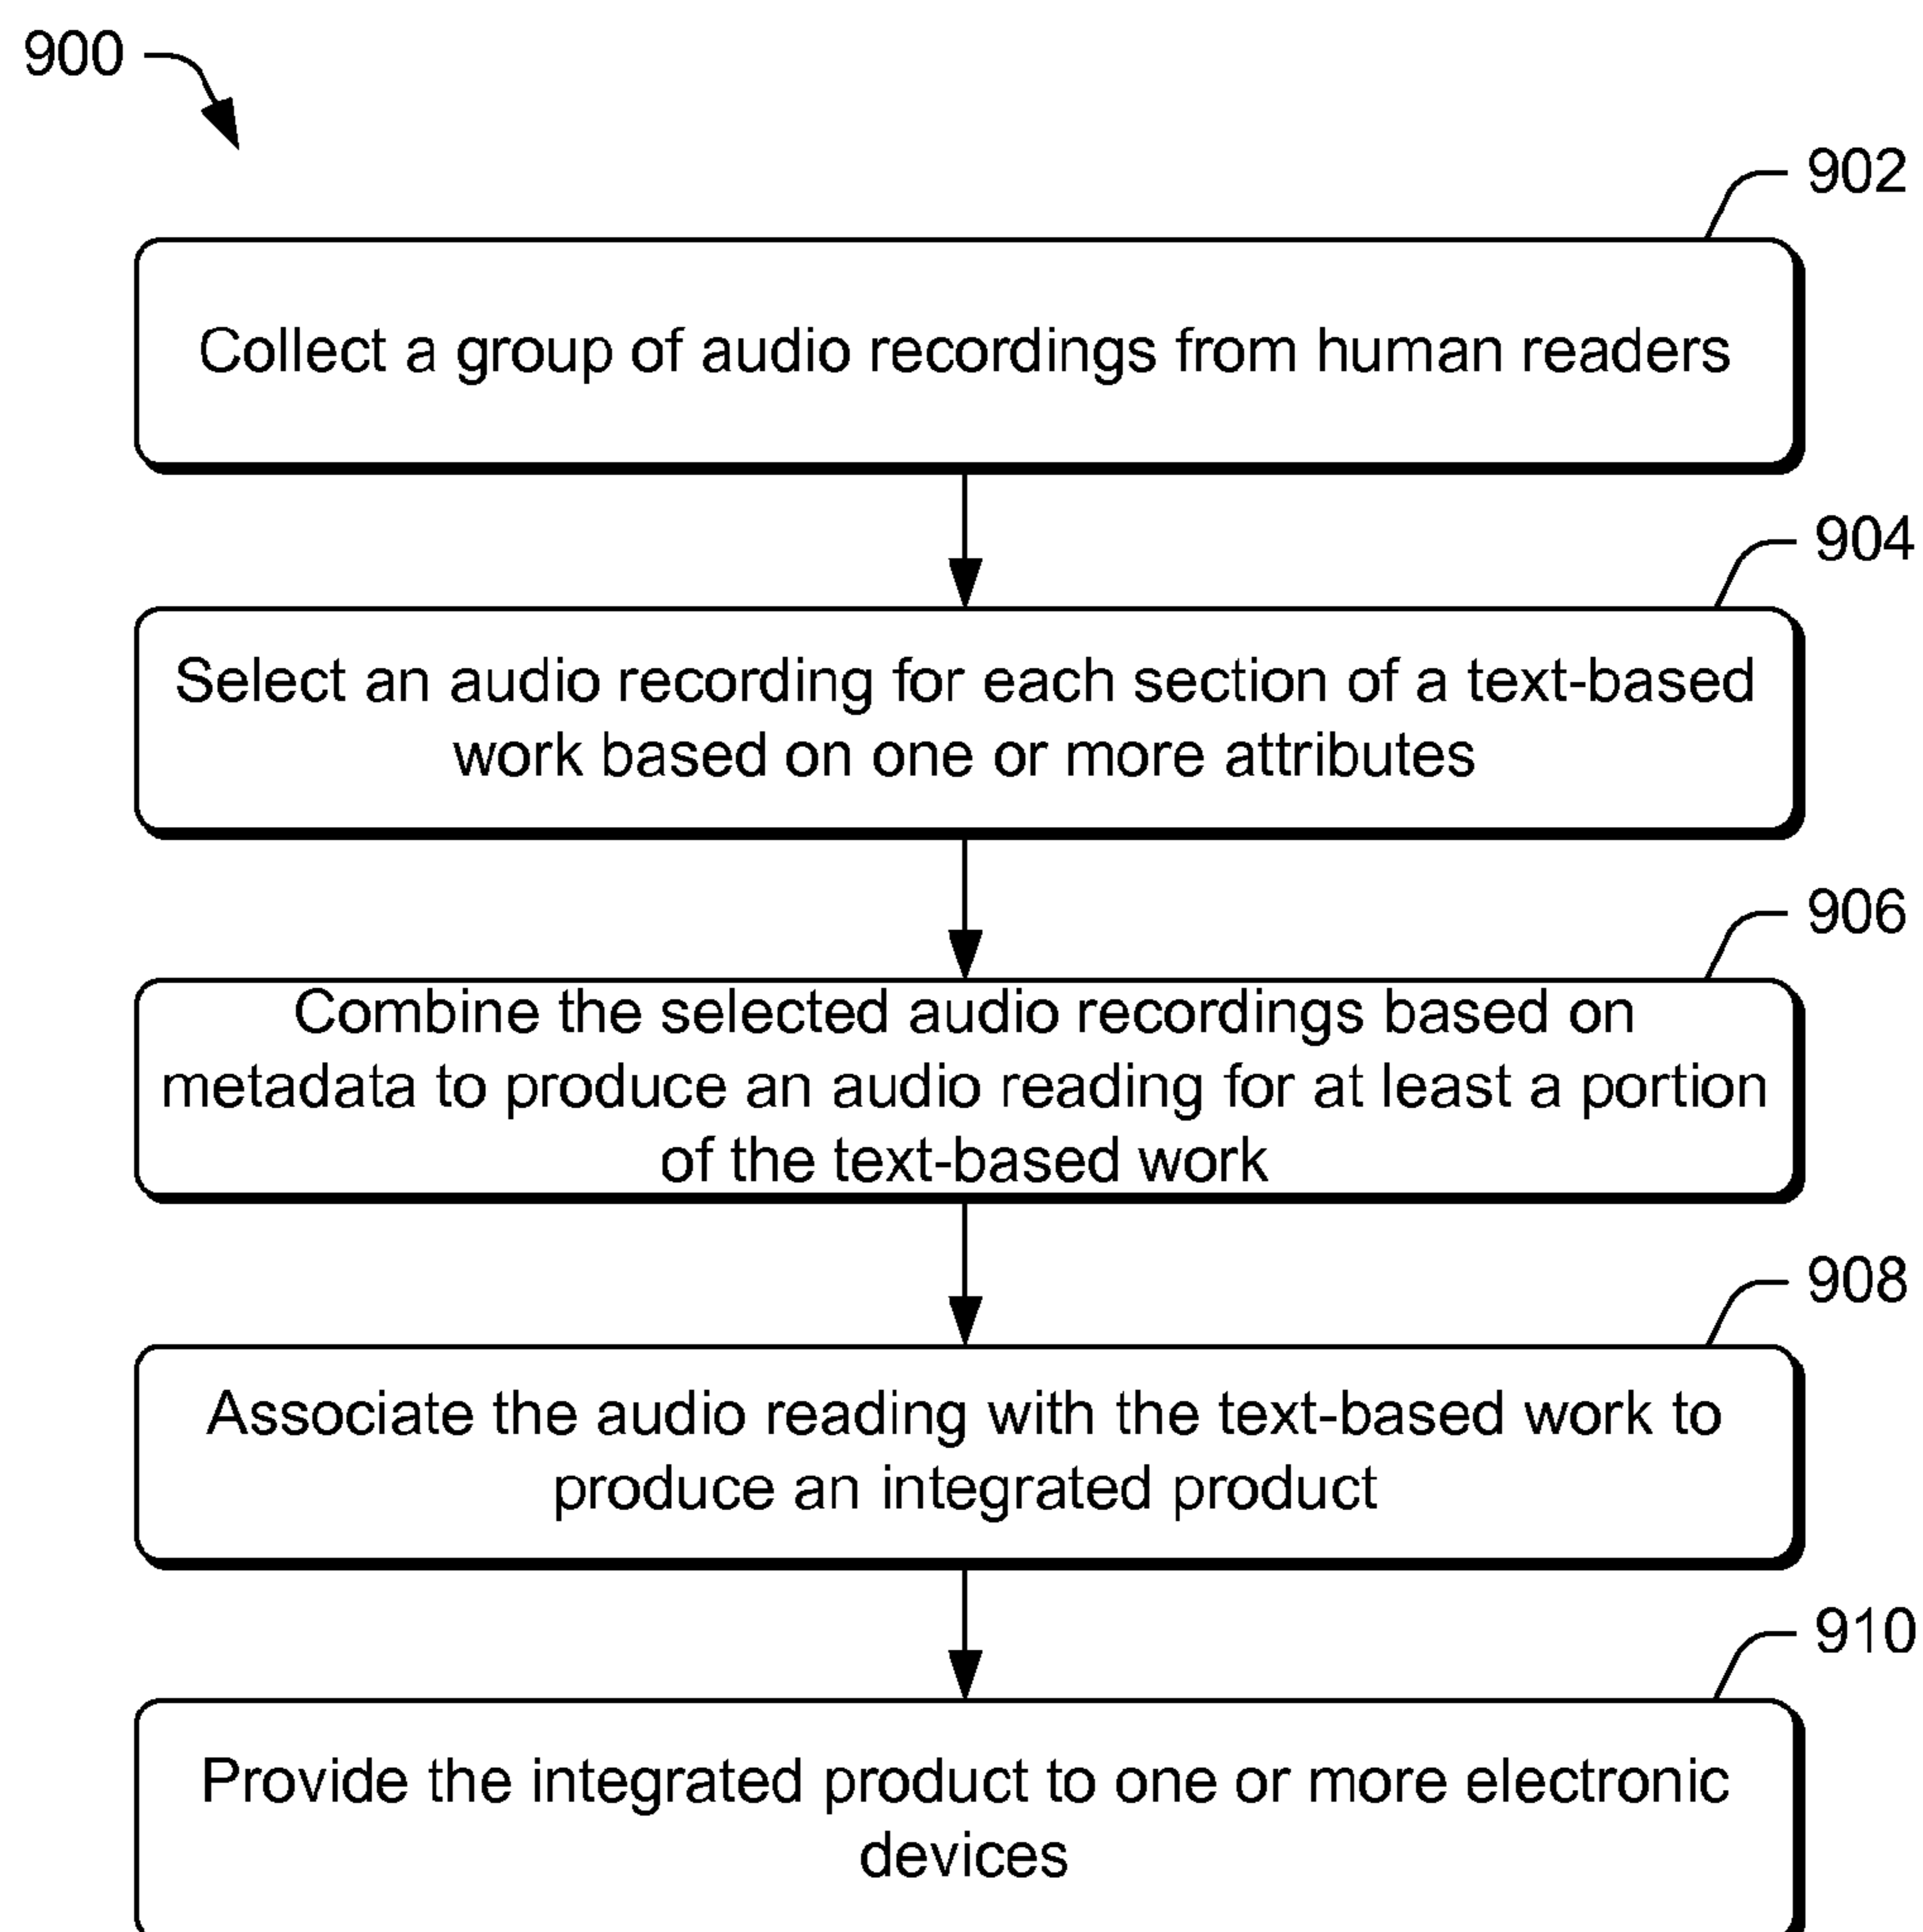 900
902
Collect a group of audio recordings from human readers
904
Select an audio recording for each section of a text-based
work based on one or more attributes
906
Combine the selected audio recordings based on
metadata to produce an audio reading for at least a portion
of the text-based work
908
Associate the audio reading with the text-based work to
produce an integrated product
910
Provide the integrated product to one or more electronic
devices